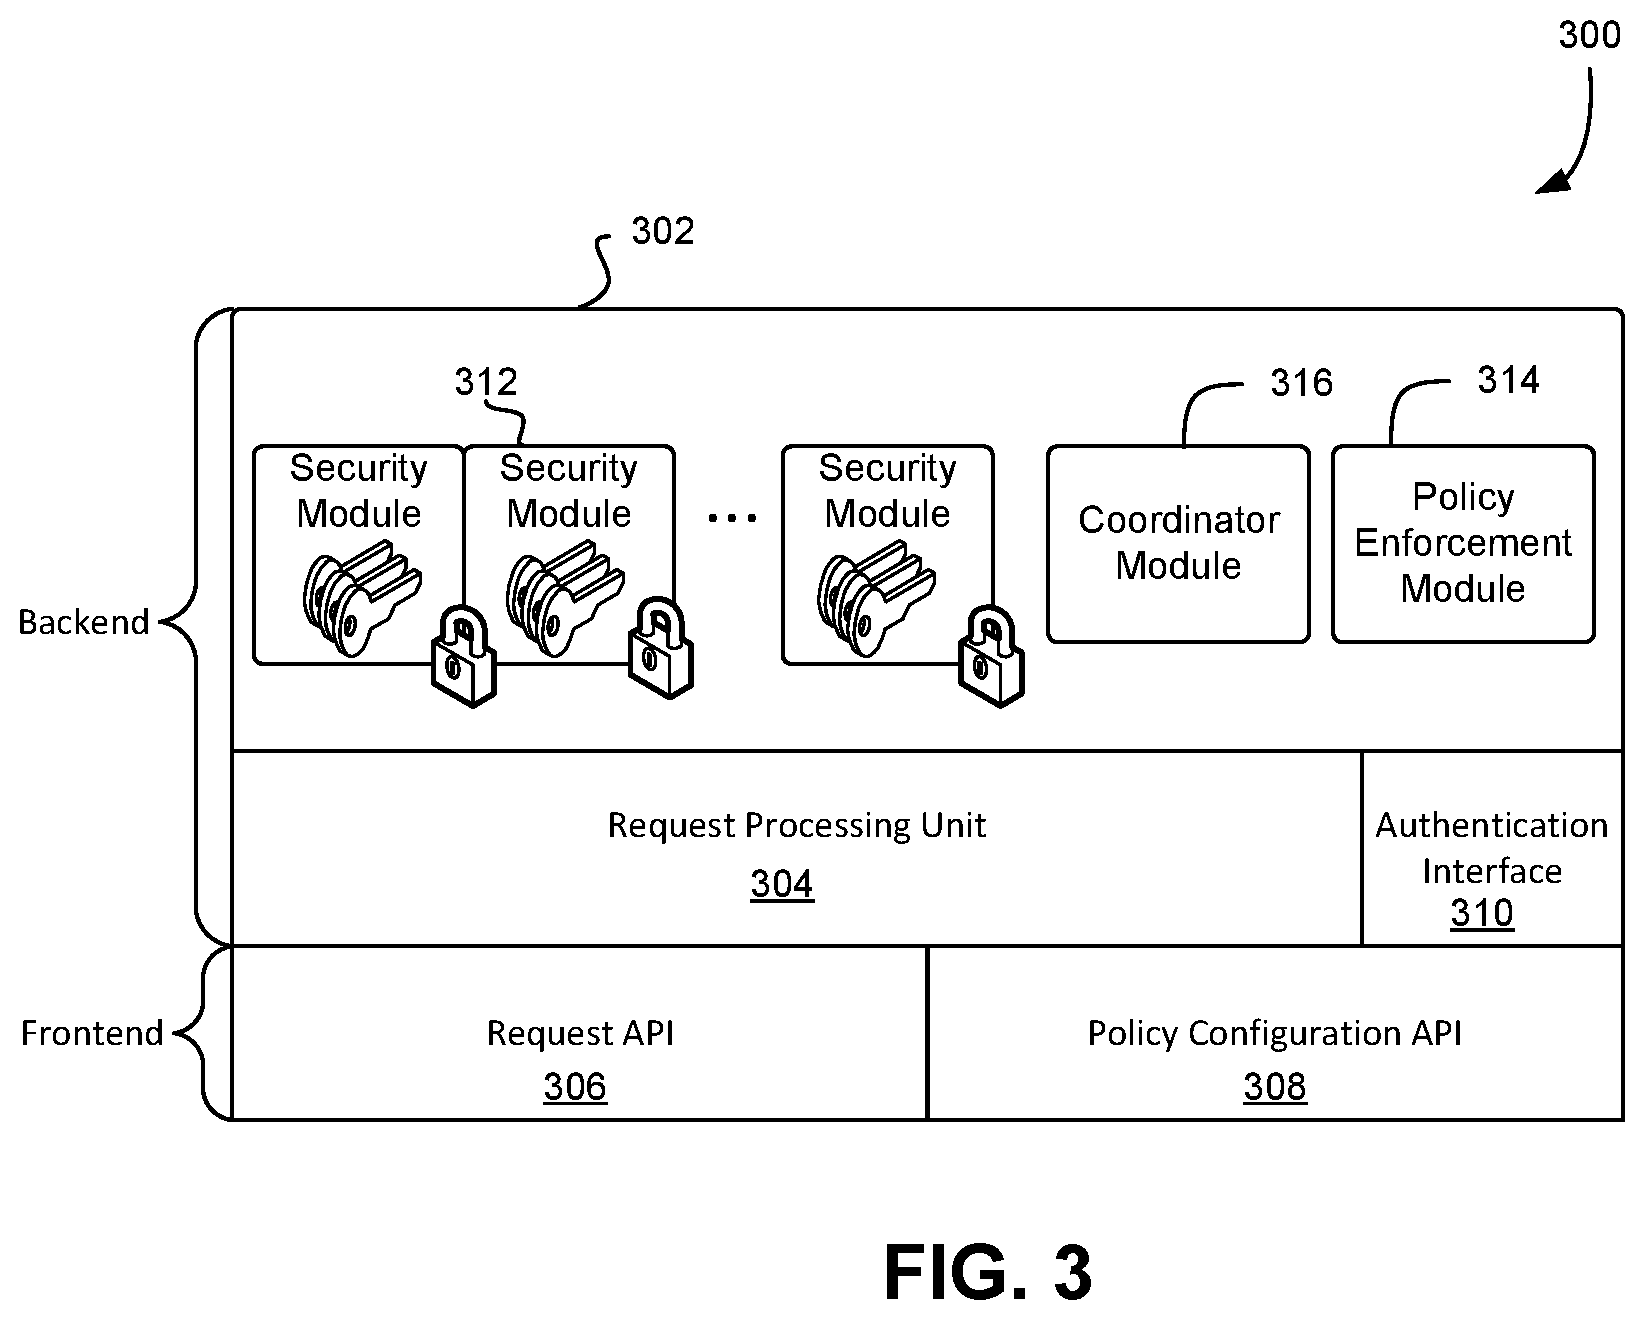 300
302
312
316
314
Security
Module
Security
Module
...
Security
Module
Coordinator
Module
Policy
Enforcement
Module
Backend
Request Processing Unit
304
Authentication
Interface
310
Frontend
Request API
306
Policy Configuration API
308
FIG. 3